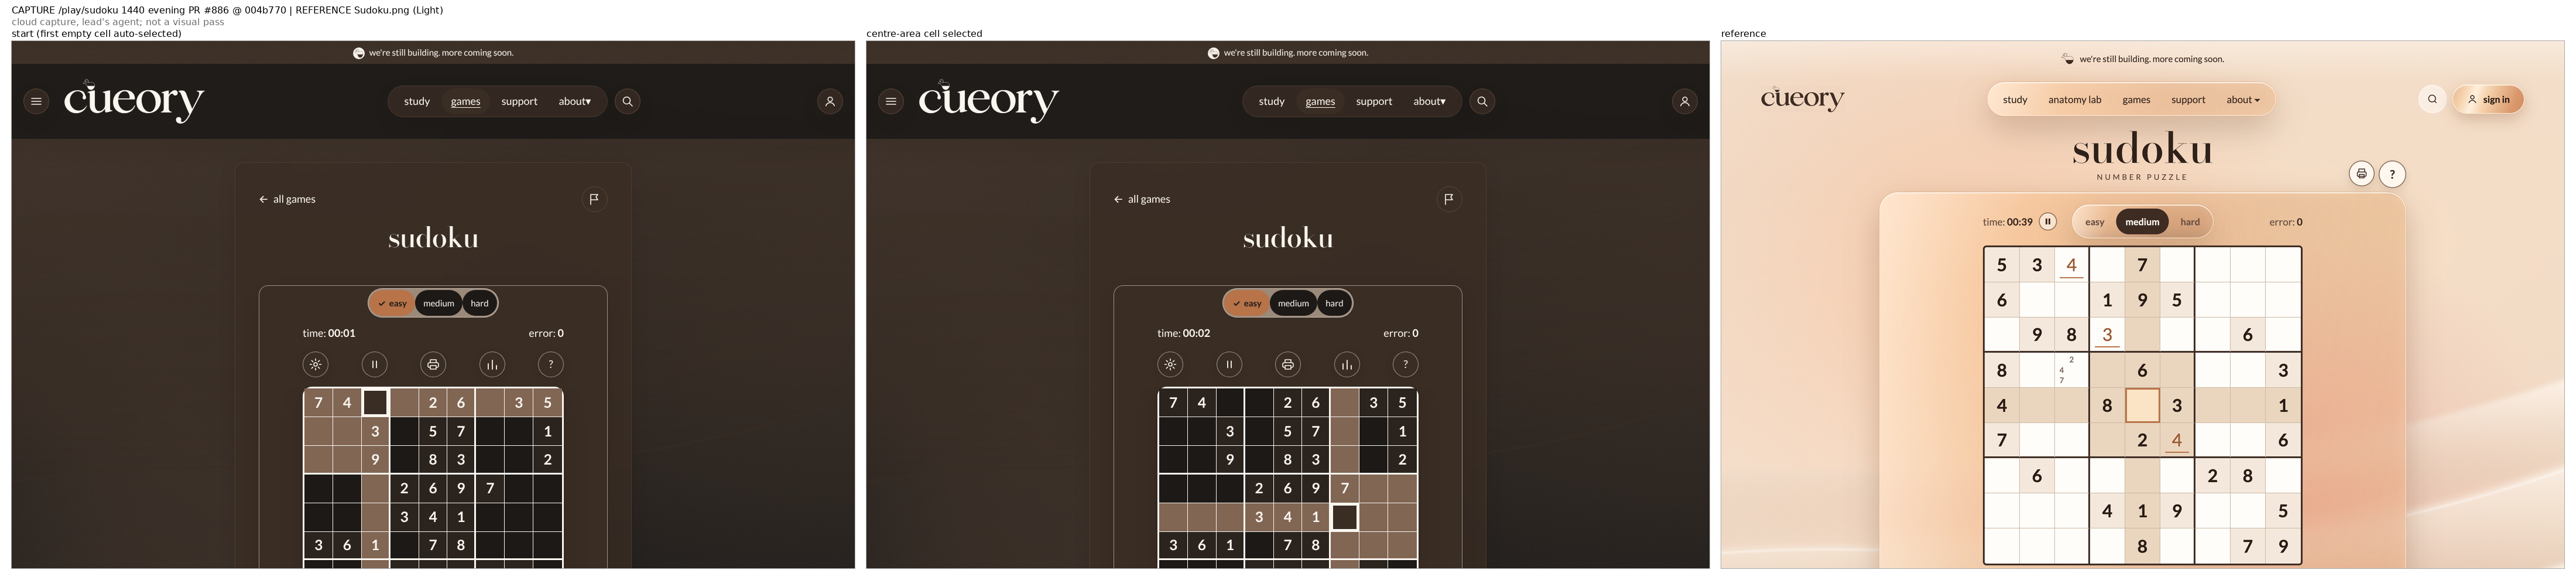 CAPTURE /play/sudoku 1440 evening PR #886 @ 004b770 | REFERENCE Sudoku.png (Light)
cloud capture, lead's agent; not a visual pass
start (first empty cell auto-selected)
we're still building. more coming soon.
cueory
study games support about▾
← all games
sudoku
✓ easy medium hard
time: 00:01 error: 0
?
7 4 2 6 3 5
3 5 7 1
9 8 3 2
2 6 9 7
3 4 1
3 6 1 7 8
centre-area cell selected
we're still building. more coming soon.
cueory
study games support about▾
← all games
sudoku
✓ easy medium hard
time: 00:02 error: 0
?
7 4 2 6 3 5
3 5 7 1
9 8 3 2
2 6 9 7
3 4 1
3 6 1 7 8
reference
we're still building. more coming soon.
cueory
study anatomy lab games support about
sign in
sudoku
NUMBER PUZZLE
?
time: 00:39 easy medium hard error: 0
5 3 4 7
6 1 9 5
9 8 3 6
8 2 4 7 6 3
4 8 3 1
7 2 4 6
6 2 8
4 1 9 5
8 7 9